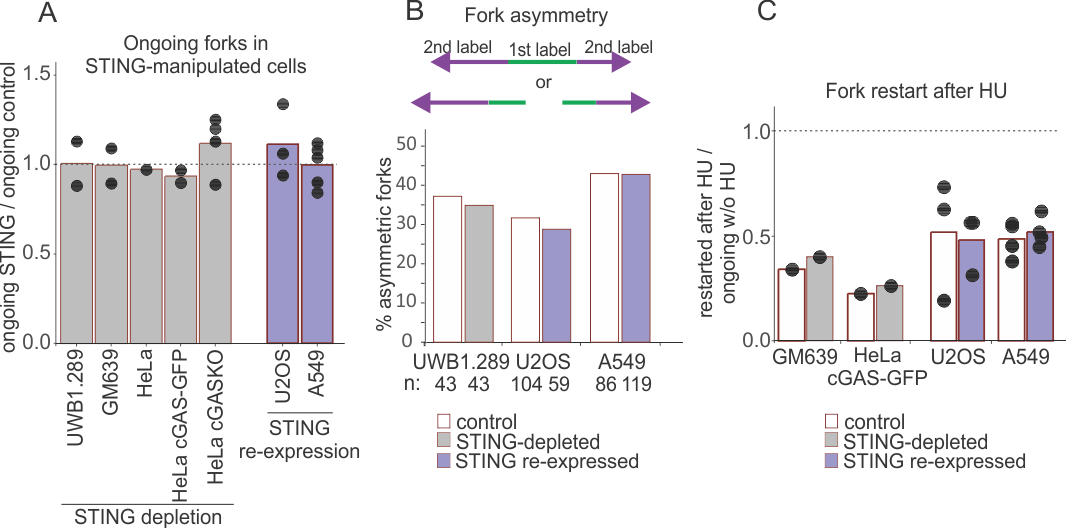 A
Ongoing forks in
STING-manipulated cells
ongoing STING / ongoing control
1.5
1.0
0.5
0.0
UWB1.289
GM639
HeLa
HeLa cGAS-GFP
HeLa cGASKO
U2OS
A549
STING depletion
STING
re-expression
B
Fork asymmetry
2nd label 1st label 2nd label
or
% asymmetric forks
50
40
30
20
10
0
UWB1.289 U2OS A549
n: 43 43 104 59 86 119
control
STING-depleted
STING re-expressed
C
Fork restart after HU
restarted after HU /
ongoing w/o HU
1.0
0.5
0.0
GM639 HeLa U2OS A549
cGAS-GFP
control
STING-depleted
STING re-expressed